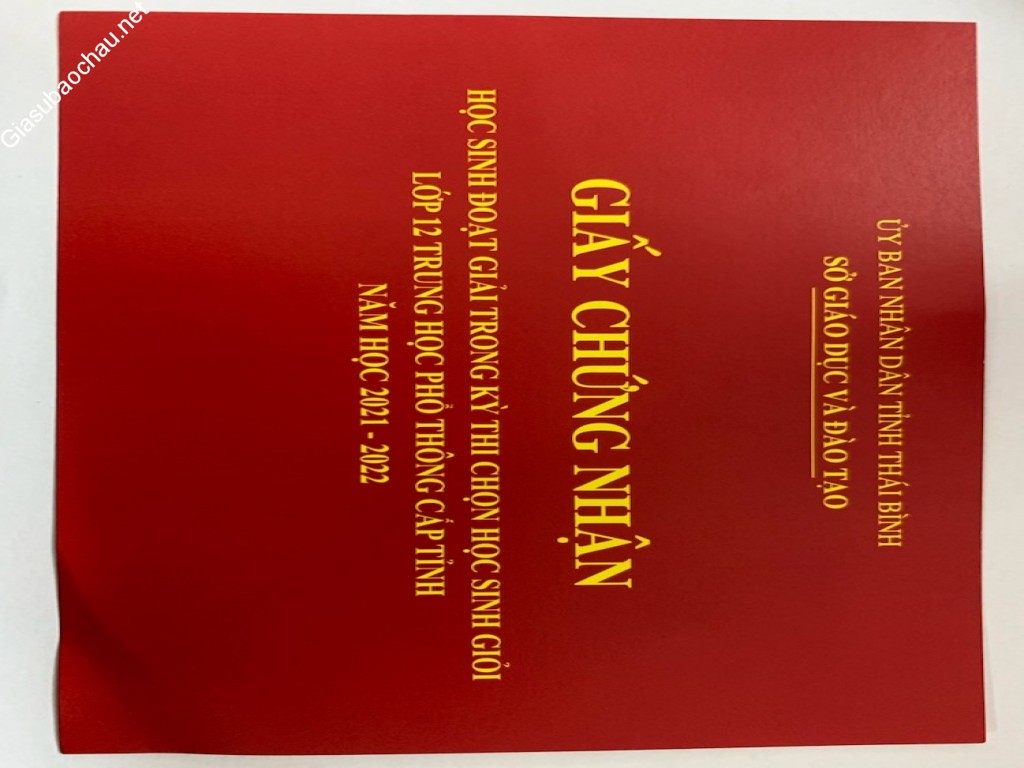 ỦY BAN NHÂN DÂN TỈNH THÁI BÌNH
SỞ GIÁO DỤC VÀ ĐÀO TẠO
GIẤY CHỨNG NHẬN
HỌC SINH ĐOẠT GIẢI TRONG KỲ THI CHỌN HỌC SINH GIỎI
LỚP 12 TRUNG HỌC PHỔ THÔNG CẤP TỈNH
NĂM HỌC 2021 - 2022
Giasubaochau.net